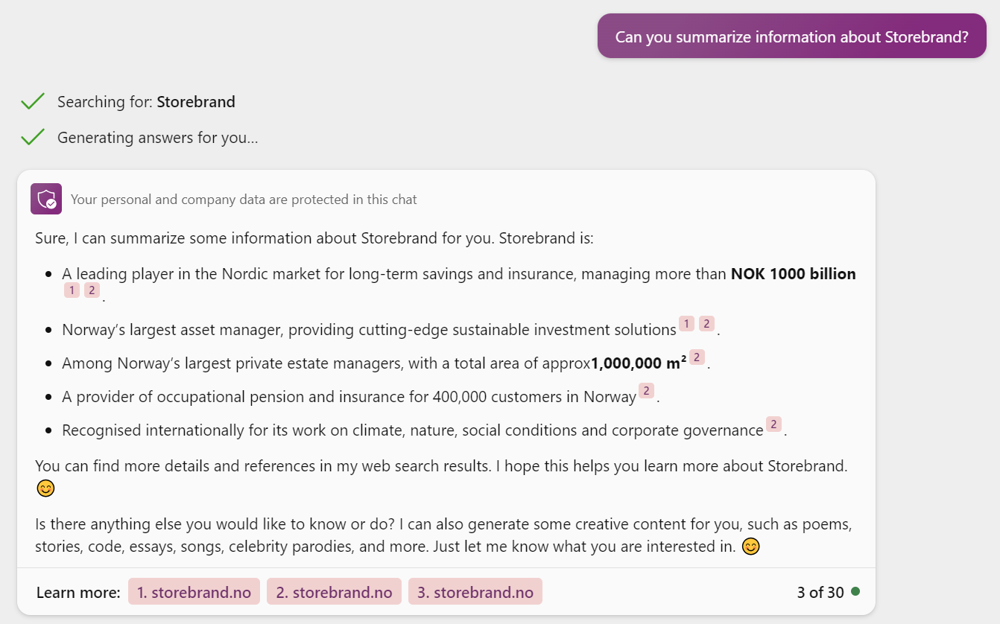 Can you summarize information about Storebrand?
Searching for: Storebrand
Generating answers for you...
Your personal and company data are protected in this chat
Sure, I can summarize some information about Storebrand for you. Storebrand is:
• A leading player in the Nordic market for long-term savings and insurance, managing more than NOK 1000 billion
1 2 .
• Norway’s largest asset manager, providing cutting-edge sustainable investment solutions 1 2 .
• Among Norway’s largest private estate managers, with a total area of approx1,000,000 m² 2 .
• A provider of occupational pension and insurance for 400,000 customers in Norway 2 .
• Recognised internationally for its work on climate, nature, social conditions and corporate governance 2 .
You can find more details and references in my web search results. I hope this helps you learn more about Storebrand.
😊
Is there anything else you would like to know or do? I can also generate some creative content for you, such as poems,
stories, code, essays, songs, celebrity parodies, and more. Just let me know what you are interested in. 😊
Learn more: 1. storebrand.no 2. storebrand.no 3. storebrand.no 3 of 30